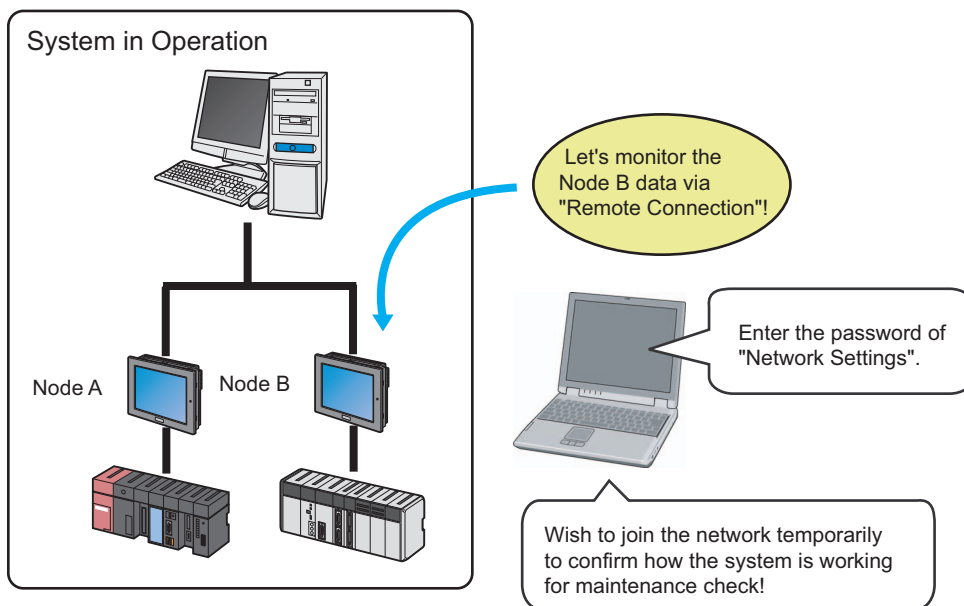 System in Operation
Let's monitor the
Node B data via
"Remote Connection"!
Enter the password of
"Network Settings".
Node A
Node B
Wish to join the network temporarily
to confirm how the system is working
for maintenance check!